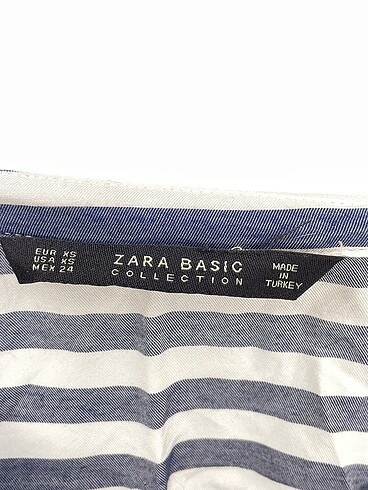 EUR XS
USA XS
MEX 24
ZARA BASIC
COLLECTION
MADE
IN
TURKEY